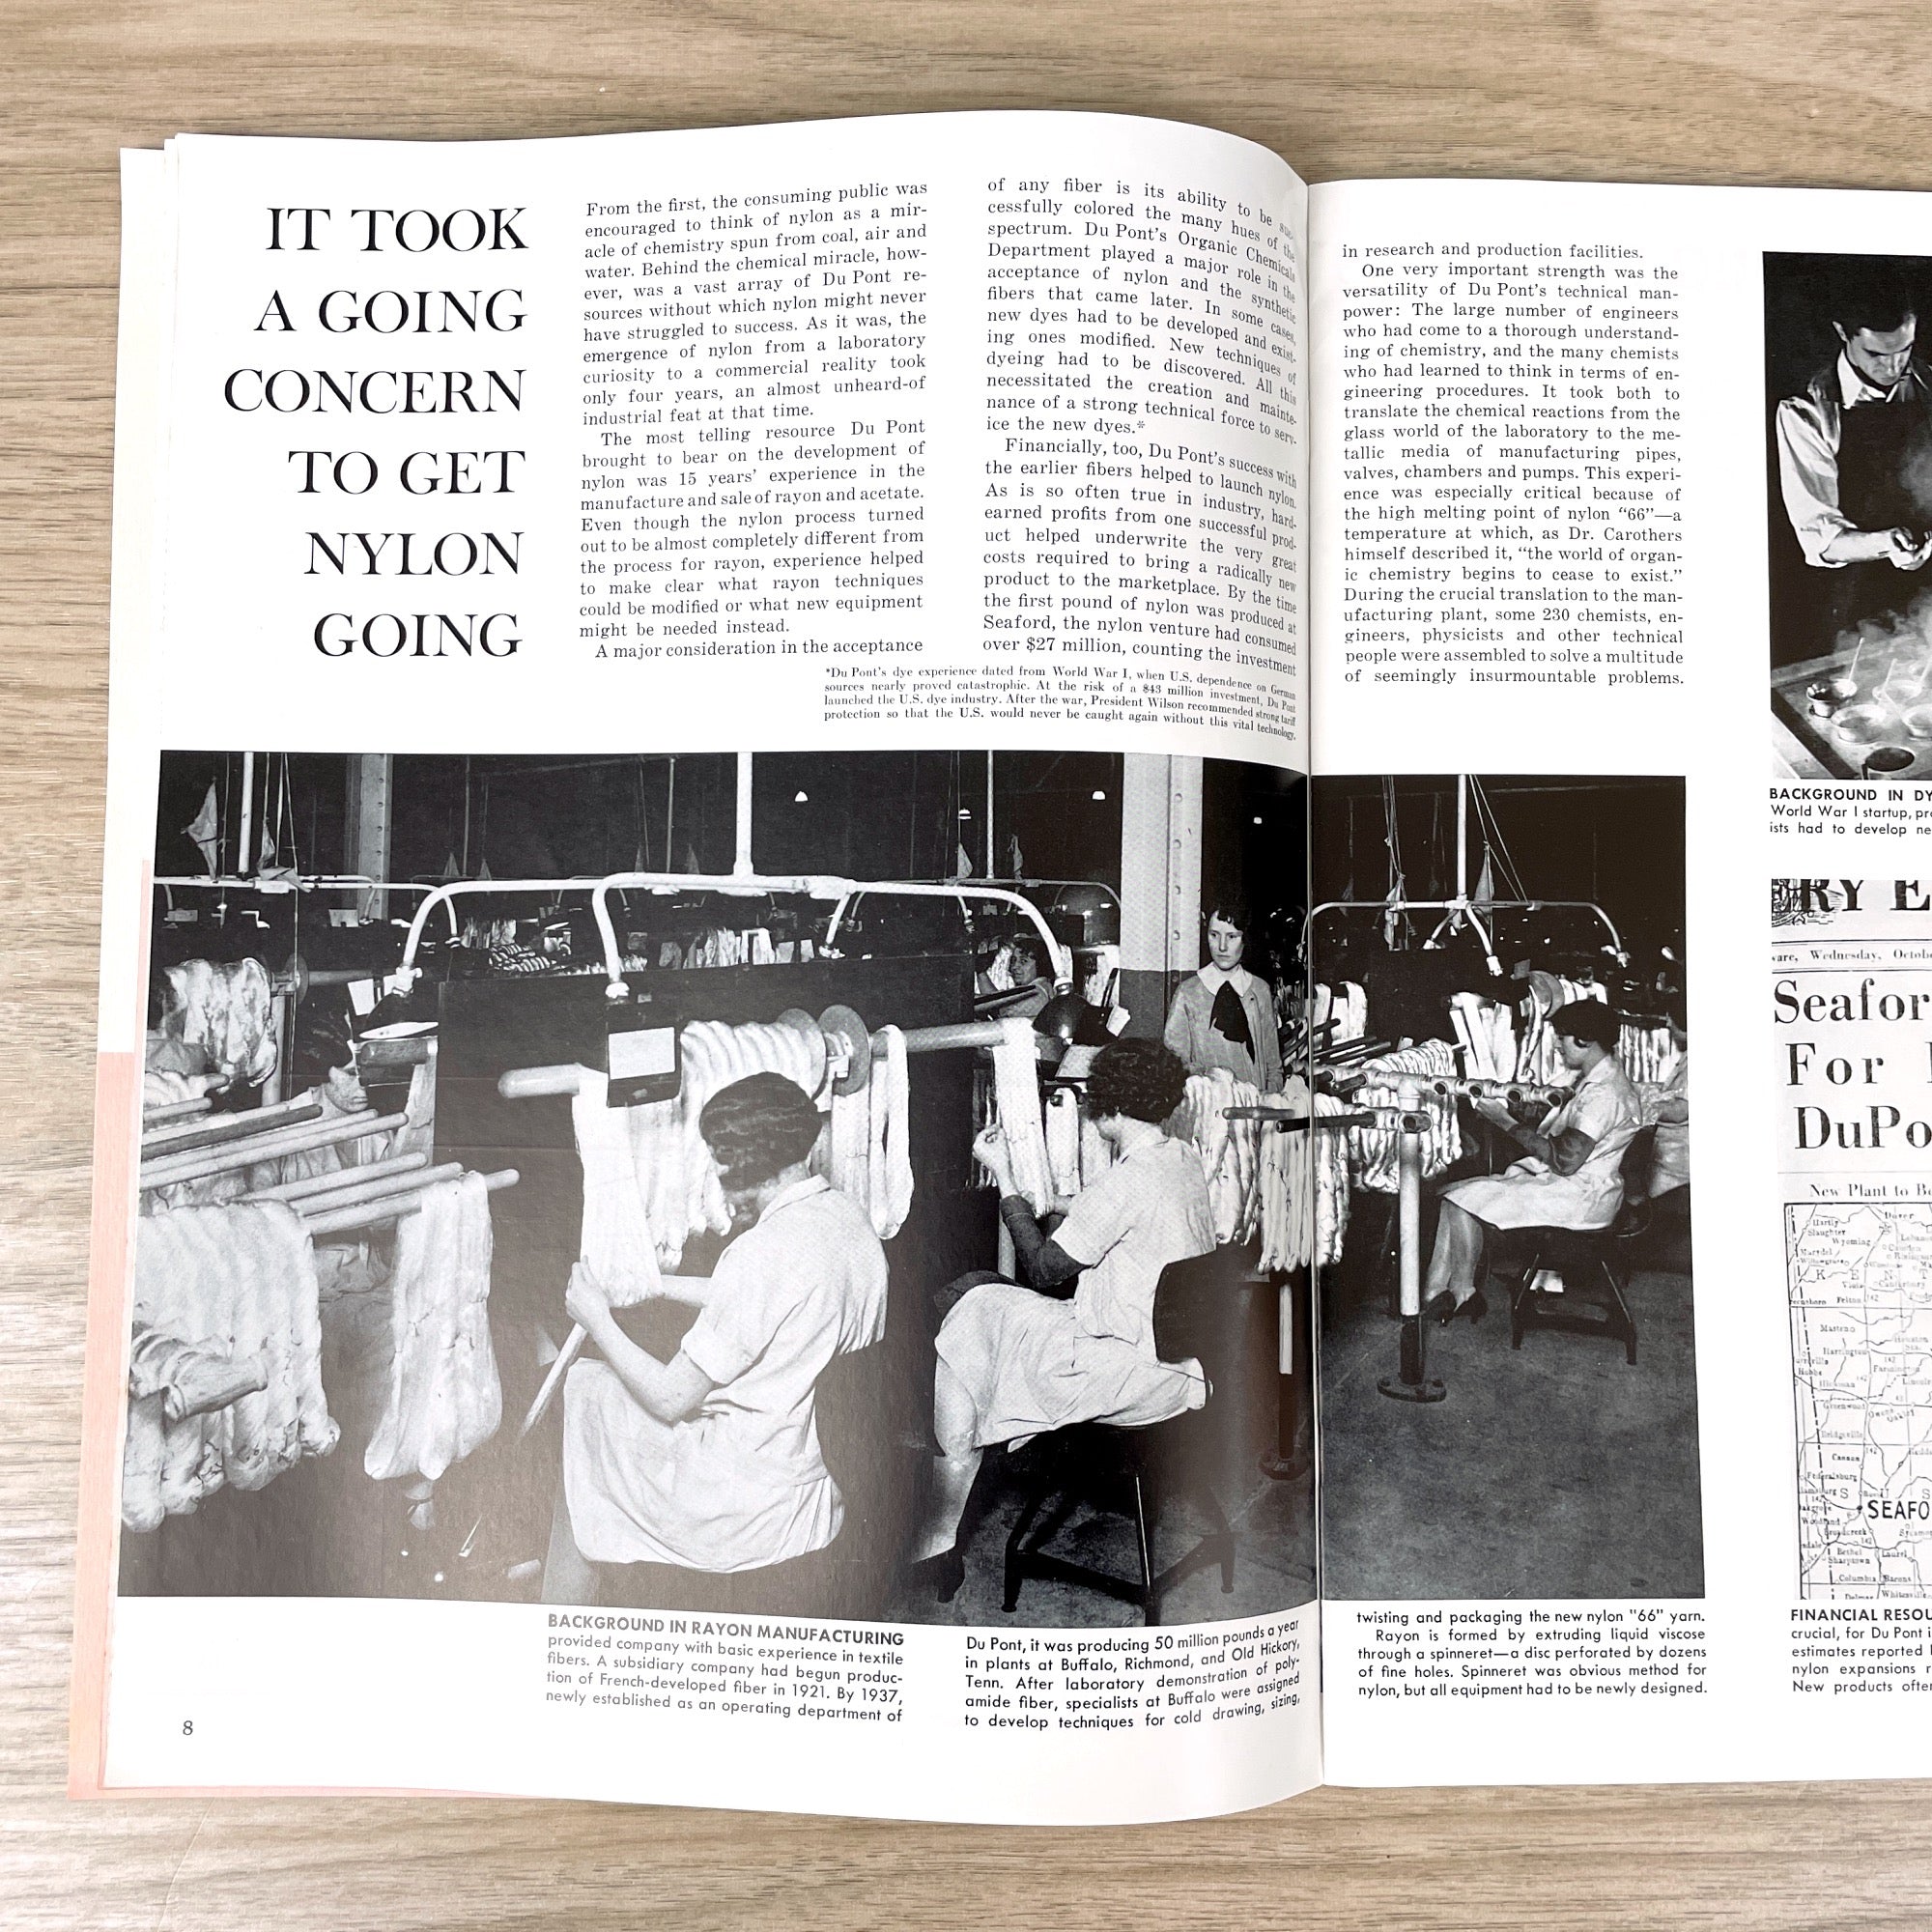 IT TOOK
A GOING
CONCERN
TO GET
NYLON
GOING
From the first, the consuming public was
encouraged to think of nylon as a mir-
acle of chemistry spun from coal, air and
water. Behind the chemical miracle, how-
ever, was a vast array of Du Pont re-
sources without which nylon might never
have struggled to success. As it was, the
emergence of nylon from a laboratory
curiosity to a commercial reality took
only four years, an almost unheard-of
industrial feat at that time.
The most telling resource Du Pont
brought to bear on the development of
nylon was 15 years' experience in the
manufacture and sale of rayon and acetate.
Even though the nylon process turned
out to be almost completely different from
the process for rayon, experience helped
to make clear what rayon techniques
could be modified or what new equipment
might be needed instead.
A major consideration in the acceptance
of any fiber is its ability to be suc-
cessfully colored the many hues of the
spectrum. Du Pont's Organic Chemicals
Department played a major role in the
acceptance of nylon and the synthetic
fibers that came later. In some cases,
new dyes had to be developed and exist-
ing ones modified. New techniques of
dyeing had to be discovered. All this
necessitated the creation and mainte-
nance of a strong technical force to serv-
ice the new dyes.*
Financially, too, Du Pont's success with
the earlier fibers helped to launch nylon.
As is so often true in industry, hard-
earned profits from one successful prod-
uct helped underwrite the very great
costs required to bring a radically new
product to the marketplace. By the time
the first pound of nylon was produced at
Seaford, the nylon venture had consumed
over $27 million, counting the investment
*Du Pont's dye experience dated from World War I, when U.S. dependence on German
sources nearly proved catastrophic. At the risk of a $43 million investment, Du Pont
launched the U.S. dye industry. After the war, President Wilson recommended strong tariff
protection so that the U.S. would never be caught again without this vital technology.
in research and production facilities.
One very important strength was the
versatility of Du Pont's technical man-
power: The large number of engineers
who had come to a thorough understand-
ing of chemistry, and the many chemists
who had learned to think in terms of en-
gineering procedures. It took both to
translate the chemical reactions from the
glass world of the laboratory to the me-
tallic media of manufacturing pipes,
valves, chambers and pumps. This experi-
ence was especially critical because of
the high melting point of nylon "66"—a
temperature at which, as Dr. Carothers
himself described it, "the world of organ-
ic chemistry begins to cease to exist."
During the crucial translation to the man-
ufacturing plant, some 230 chemists, en-
gineers, physicists and other technical
people were assembled to solve a multitude
of seemingly insurmountable problems.
BACKGROUND IN RAYON MANUFACTURING
provided company with basic experience in textile
fibers. A subsidiary company had begun produc-
tion of French-developed fiber in 1921. By 1937,
newly established as an operating department of
Du Pont, it was producing 50 million pounds a year
in plants at Buffalo, Richmond, and Old Hickory,
Tenn. After laboratory demonstration of poly-
amide fiber, specialists at Buffalo were assigned
to develop techniques for cold drawing, sizing,
twisting and packaging the new nylon "66" yarn.
Rayon is formed by extruding liquid viscose
through a spinneret—a disc perforated by dozens
of fine holes. Spinneret was obvious method for
nylon, but all equipment had to be newly designed.
8
BACKGROUND IN DY
World War I startup, pr
ists had to develop ne
RY E
are, Wednesday, Octob
Seafor
For
DuPo
New Plant to B
Dover
Hartly
Slaughter
Wyoming
Marydel
K E N T
Felton
Masten
Harrington
Hickman
Greenwood
Bridgeville
Cannon
SEAFO
Bethel
Laurel
Sharptown
Columbia
Delmar
FINANCIAL RESOU
crucial, for Du Pont i
estimates reported
nylon expansions r
New products ofte